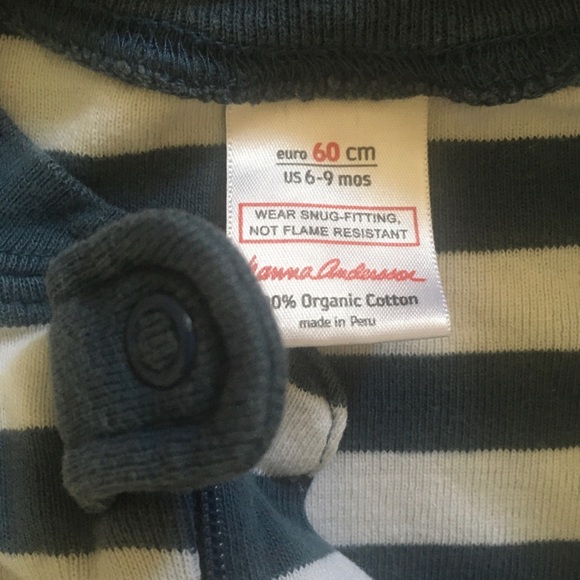 euro 60 cm
US 6-9 mos
WEAR SNUG-FITTING,
NOT FLAME RESISTANT
hanna andersson
0% Organic Cotton
made in Peru